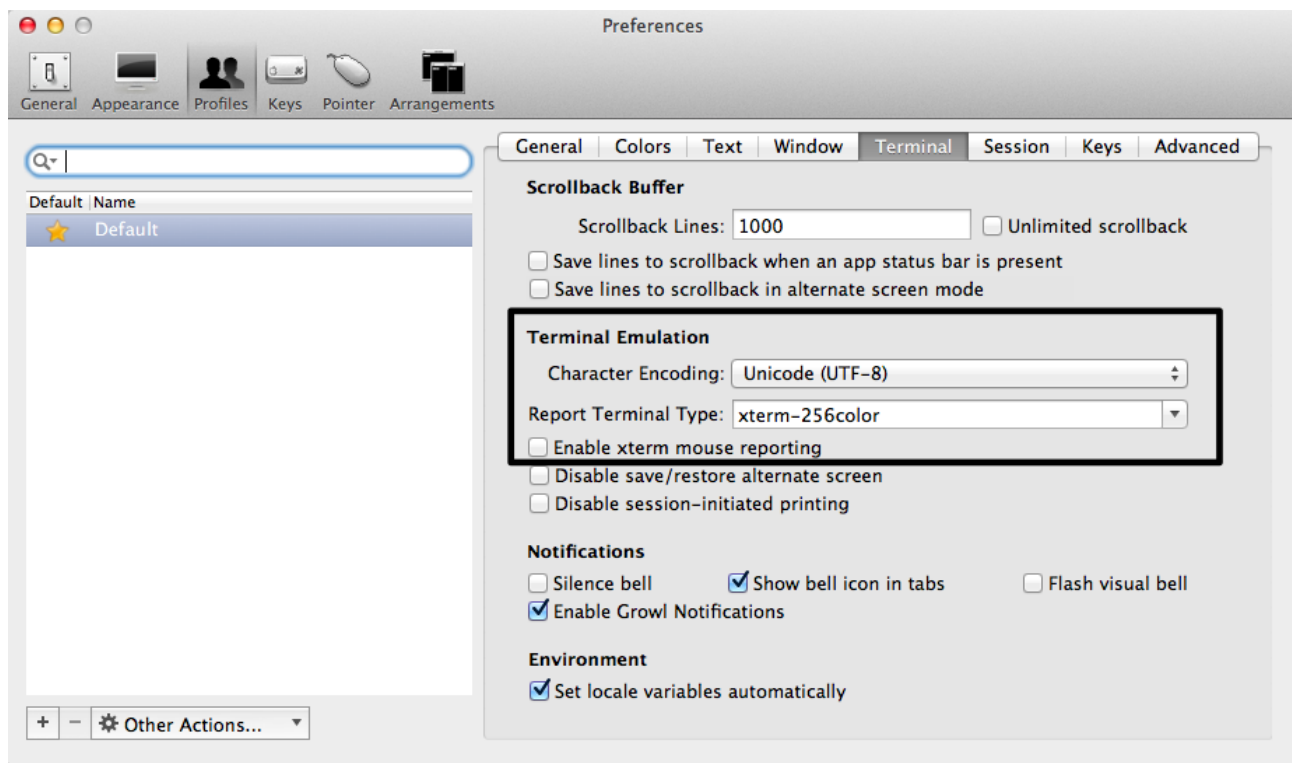 Preferences
General Appearance Profiles Keys Pointer Arrangements
General Colors Text Window Terminal Session Keys Advanced
Default Name
Default
Scrollback Buffer
Scrollback Lines: 1000 Unlimited scrollback
Save lines to scrollback when an app status bar is present
Save lines to scrollback in alternate screen mode
Terminal Emulation
Character Encoding: Unicode (UTF-8)
Report Terminal Type: xterm-256color
Enable xterm mouse reporting
Disable save/restore alternate screen
Disable session-initiated printing
Notifications
Silence bell Show bell icon in tabs Flash visual bell
Enable Growl Notifications
Environment
Set locale variables automatically
+ - Other Actions...